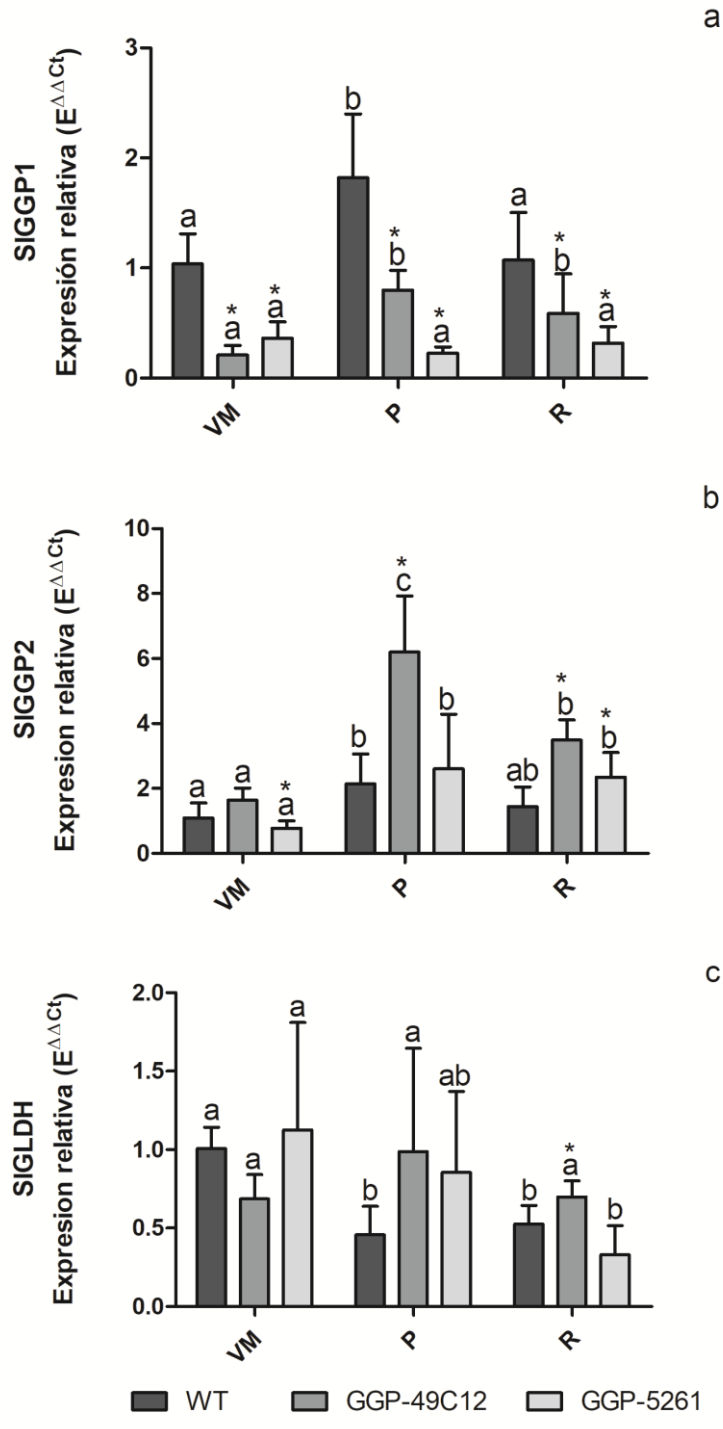 a
SlGGP1
Expresión relativa (E^ΔΔCt)
3
2
1
0
a
*
a
*
a
b
*
b
*
a
a
*
b
*
a
VM
P
R
b
SlGGP2
Expresion relativa (E^ΔΔCt)
10
8
6
4
2
0
a
a
*
a
b
*
c
b
ab
*
b
*
b
VM
P
R
c
SlGLDH
Expresión relativa (E^ΔΔCt)
2.0
1.5
1.0
0.5
0.0
a
a
a
b
a
ab
b
*
a
b
VM
P
R
WT
GGP-49C12
GGP-5261